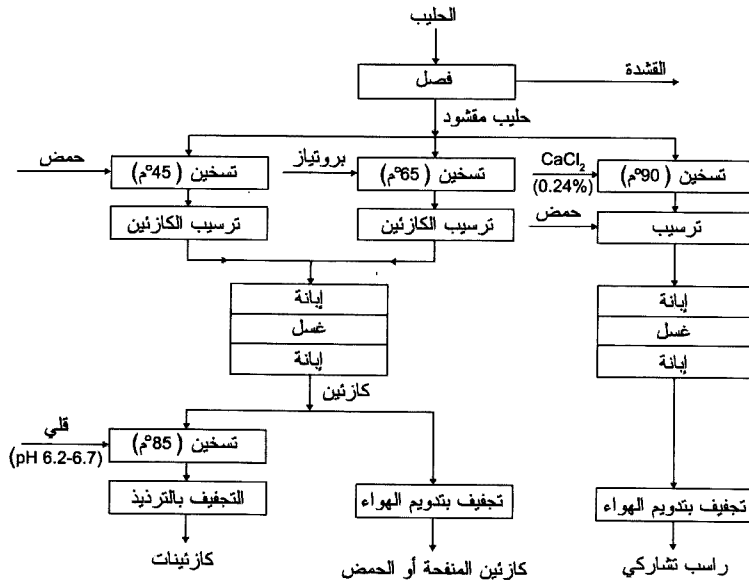 الحليب
فصل
القشدة
حليب مقشود
حمض
تسخين (45°م)
بروتياز
تسخين (65°م)
CaCl₂
(0.24%)
تسخين (90°م)
ترسيب الكازئين
ترسيب الكازئين
حمض
ترسيب
إبانة
غسل
إبانة
إبانة
غسل
إبانة
كازئين
قلي
(pH 6.2-6.7)
تسخين (85°م)
التجفيف بالترذيذ
تجفيف بتدويم الهواء
تجفيف بتدويم الهواء
كازئينات
كازئين المنفحة أو الحمض
راسب تشاركي